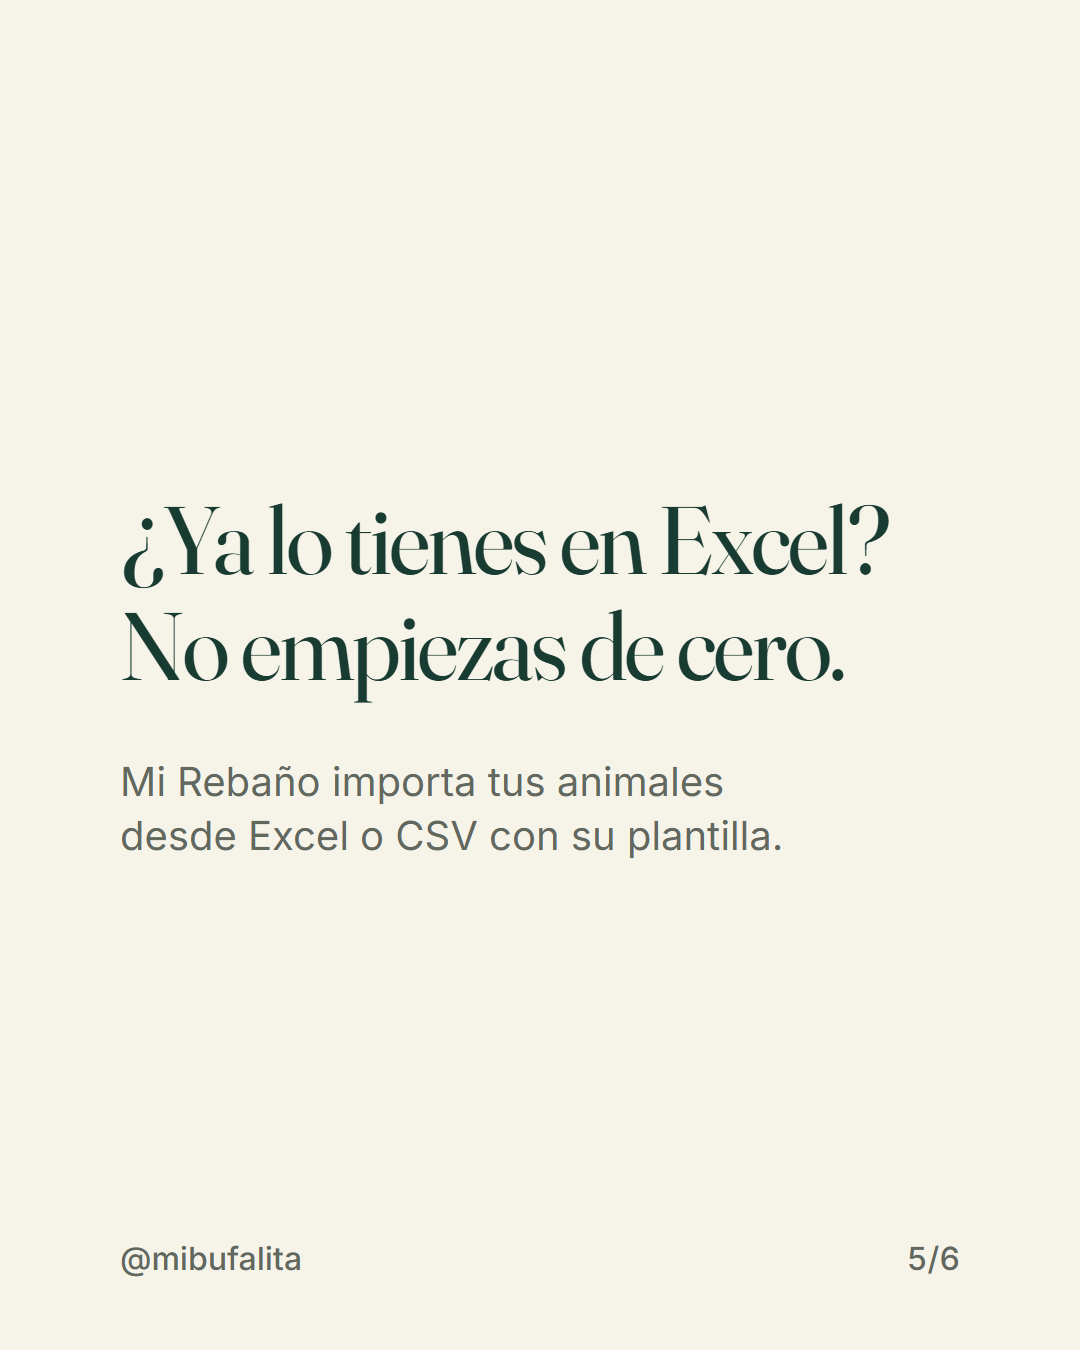 ¿Ya lo tienes en Excel?
No empiezas de cero.
Mi Rebaño importa tus animales
desde Excel o CSV con su plantilla.
@mibufalita
5/6